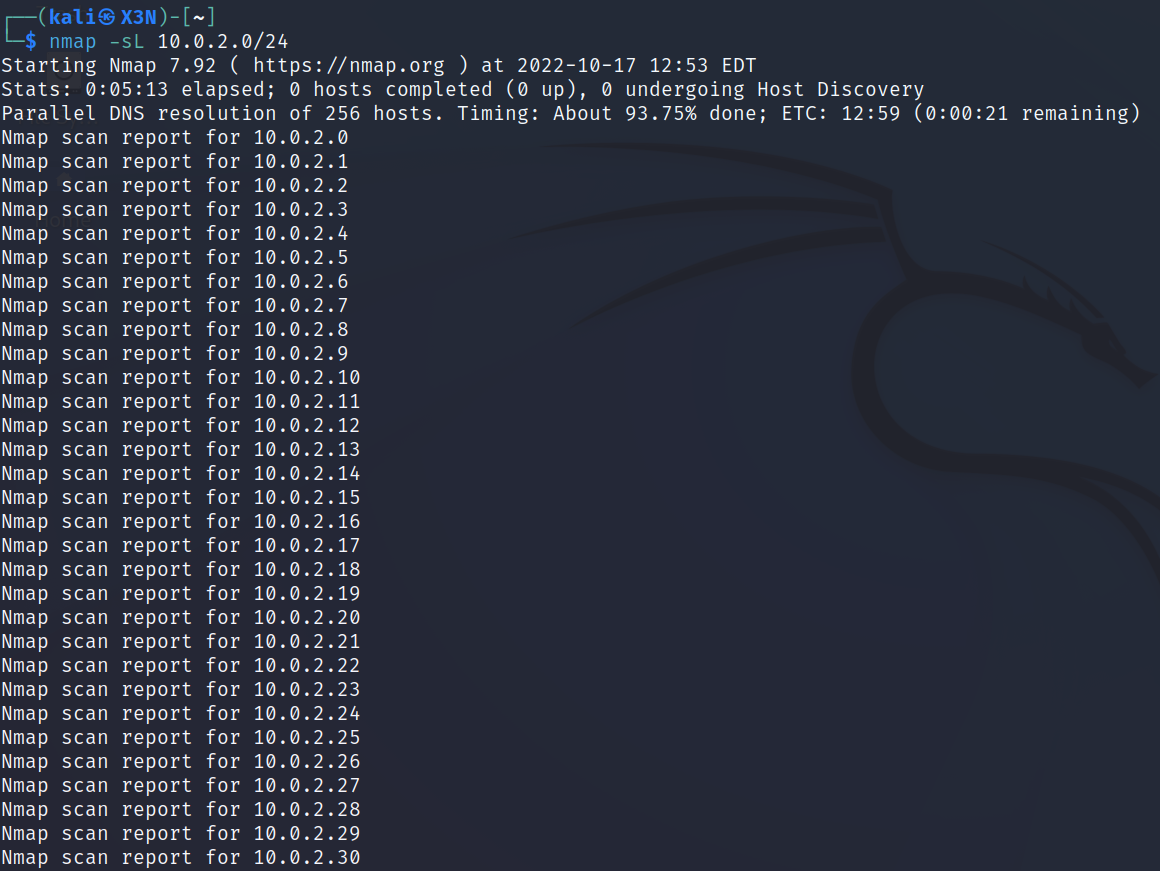 ┌──(kali㉿X3N)-[~]
└─$ nmap -sL 10.0.2.0/24
Starting Nmap 7.92 ( https://nmap.org ) at 2022-10-17 12:53 EDT
Stats: 0:05:13 elapsed; 0 hosts completed (0 up), 0 undergoing Host Discovery
Parallel DNS resolution of 256 hosts. Timing: About 93.75% done; ETC: 12:59 (0:00:21 remaining)
Nmap scan report for 10.0.2.0
Nmap scan report for 10.0.2.1
Nmap scan report for 10.0.2.2
Nmap scan report for 10.0.2.3
Nmap scan report for 10.0.2.4
Nmap scan report for 10.0.2.5
Nmap scan report for 10.0.2.6
Nmap scan report for 10.0.2.7
Nmap scan report for 10.0.2.8
Nmap scan report for 10.0.2.9
Nmap scan report for 10.0.2.10
Nmap scan report for 10.0.2.11
Nmap scan report for 10.0.2.12
Nmap scan report for 10.0.2.13
Nmap scan report for 10.0.2.14
Nmap scan report for 10.0.2.15
Nmap scan report for 10.0.2.16
Nmap scan report for 10.0.2.17
Nmap scan report for 10.0.2.18
Nmap scan report for 10.0.2.19
Nmap scan report for 10.0.2.20
Nmap scan report for 10.0.2.21
Nmap scan report for 10.0.2.22
Nmap scan report for 10.0.2.23
Nmap scan report for 10.0.2.24
Nmap scan report for 10.0.2.25
Nmap scan report for 10.0.2.26
Nmap scan report for 10.0.2.27
Nmap scan report for 10.0.2.28
Nmap scan report for 10.0.2.29
Nmap scan report for 10.0.2.30